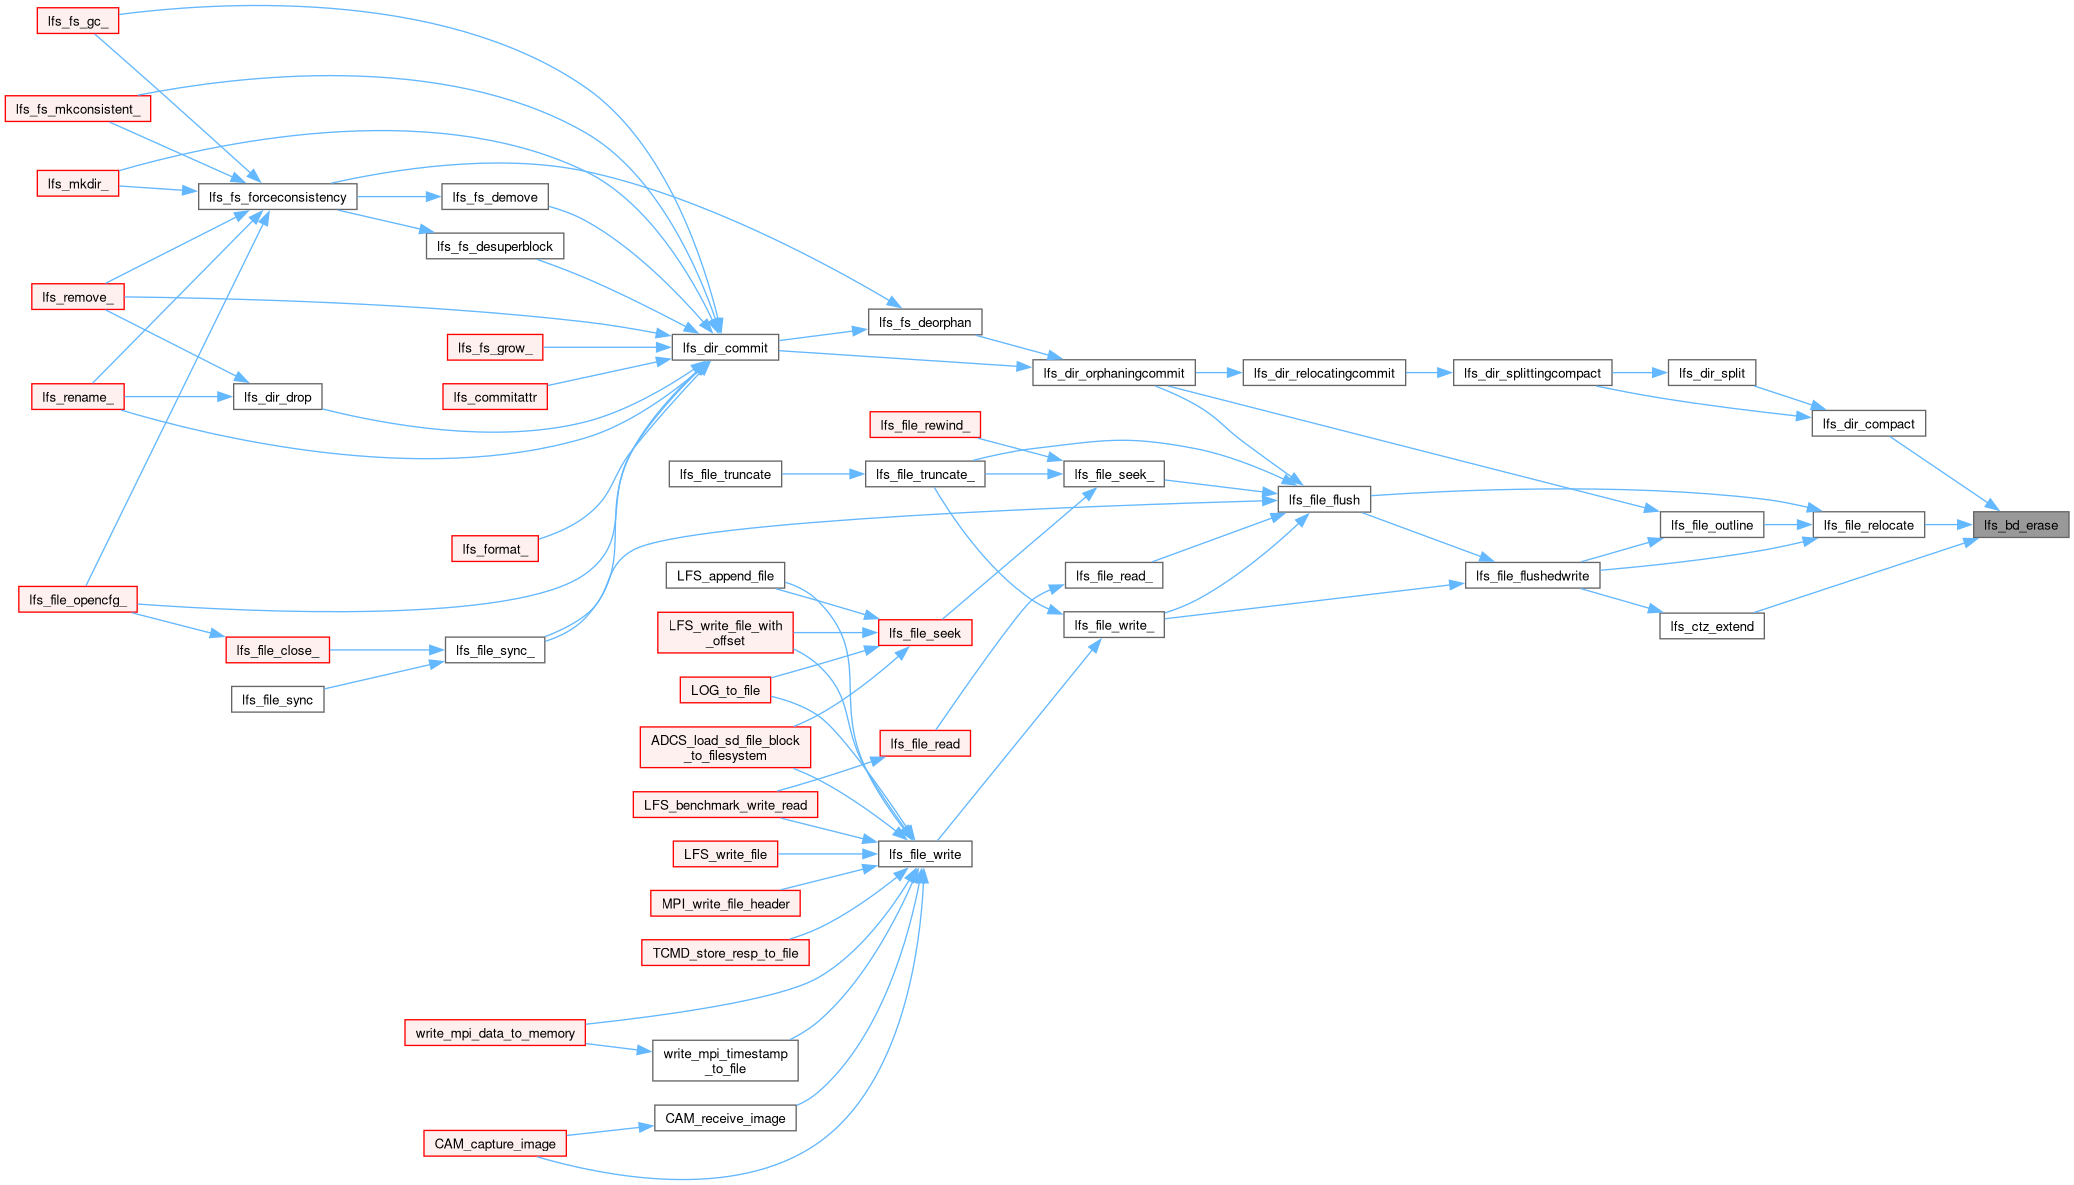 lfs_fs_gc_
lfs_fs_mkconsistent_
lfs_mkdir_
lfs_fs_forceconsistency
lfs_fs_demove
lfs_fs_desuperblock
lfs_remove_
lfs_fs_deorphan
lfs_fs_grow_
lfs_dir_commit
lfs_dir_orphaningcommit
lfs_dir_relocatingcommit
lfs_dir_splittingcompact
lfs_dir_split
lfs_rename_
lfs_dir_drop
lfs_commitattr
lfs_file_rewind_
lfs_dir_compact
lfs_file_truncate
lfs_file_truncate_
lfs_file_seek_
lfs_file_flush
lfs_file_outline
lfs_file_relocate
lfs_bd_erase
lfs_format_
LFS_append_file
lfs_file_read_
lfs_file_flushedwrite
lfs_file_opencfg_
LFS_write_file_with
_offset
lfs_file_seek
lfs_file_write_
lfs_ctz_extend
lfs_file_close_
lfs_file_sync_
LOG_to_file
lfs_file_sync
ADCS_load_sd_file_block
_to_filesystem
lfs_file_read
LFS_benchmark_write_read
LFS_write_file
lfs_file_write
MPI_write_file_header
TCMD_store_resp_to_file
write_mpi_data_to_memory
write_mpi_timestamp
_to_file
CAM_receive_image
CAM_capture_image